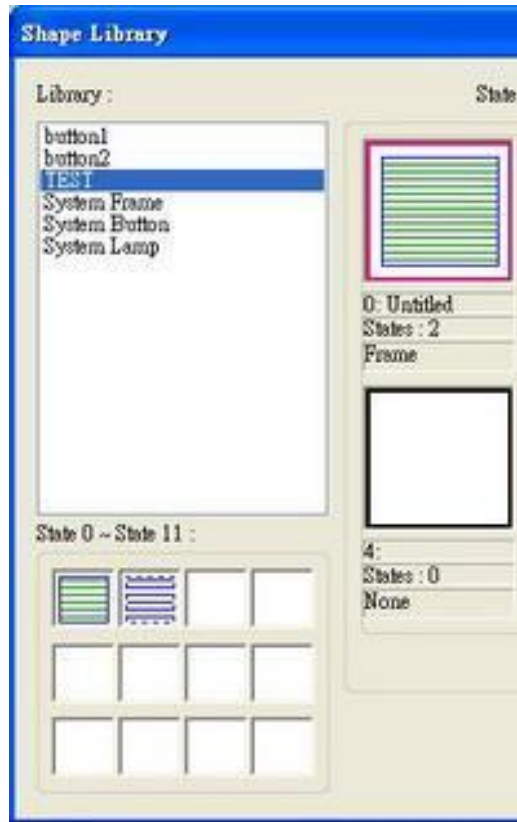 Shape Library
Library :
State
button1
button2
TEST
System Frame
System Button
System Lamp
0: Untitled
States : 2
Frame
State 0 ~ State 11 :
4:
States : 0
None